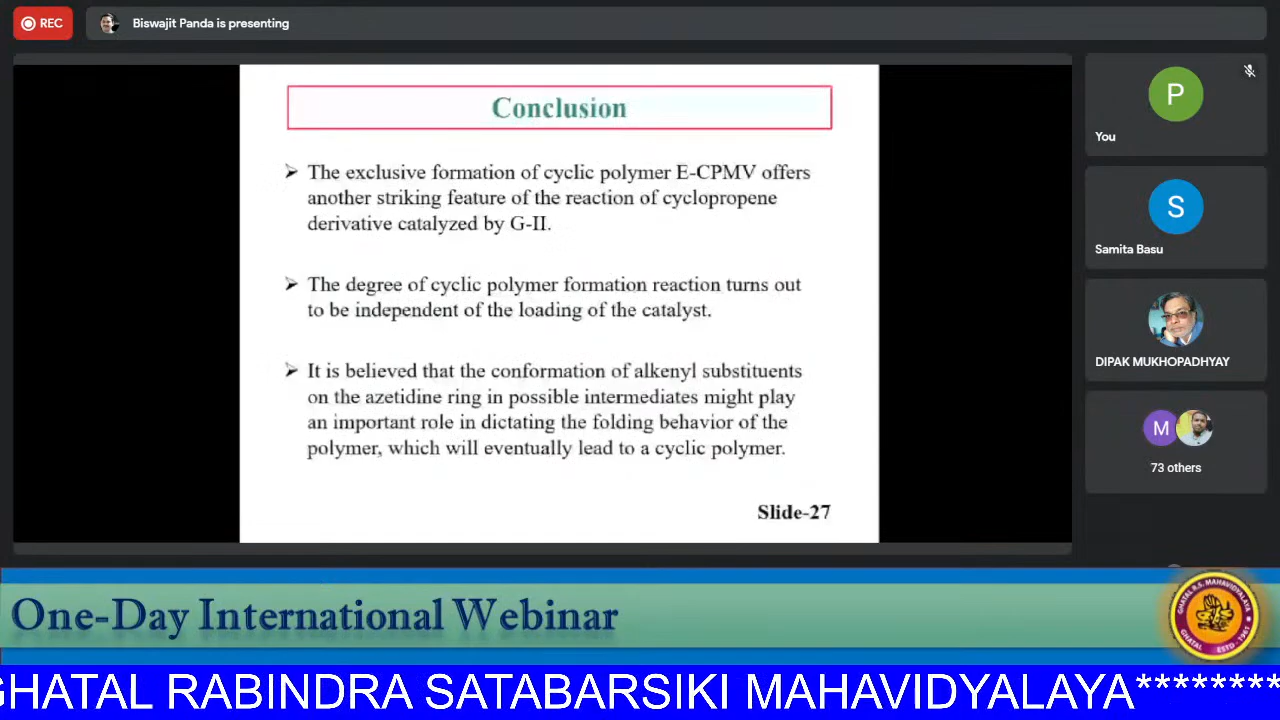 REC
Biswajit Panda is presenting
Conclusion
➢ The exclusive formation of cyclic polymer E-CPMV offers
another striking feature of the reaction of cyclopropene
derivative catalyzed by G-II.
➢ The degree of cyclic polymer formation reaction turns out
to be independent of the loading of the catalyst.
➢ It is believed that the conformation of alkenyl substituents
on the azetidine ring in possible intermediates might play
an important role in dictating the folding behavior of the
polymer, which will eventually lead to a cyclic polymer.
Slide-27
P
You
S
Samita Basu
DIPAK MUKHOPADHYAY
M
73 others
One-Day International Webinar
GHATAL R.S. MAHAVIDYALAYA
GHATAL ESTD-1961
GHATAL RABINDRA SATABARSIKI MAHAVIDYALAYA********